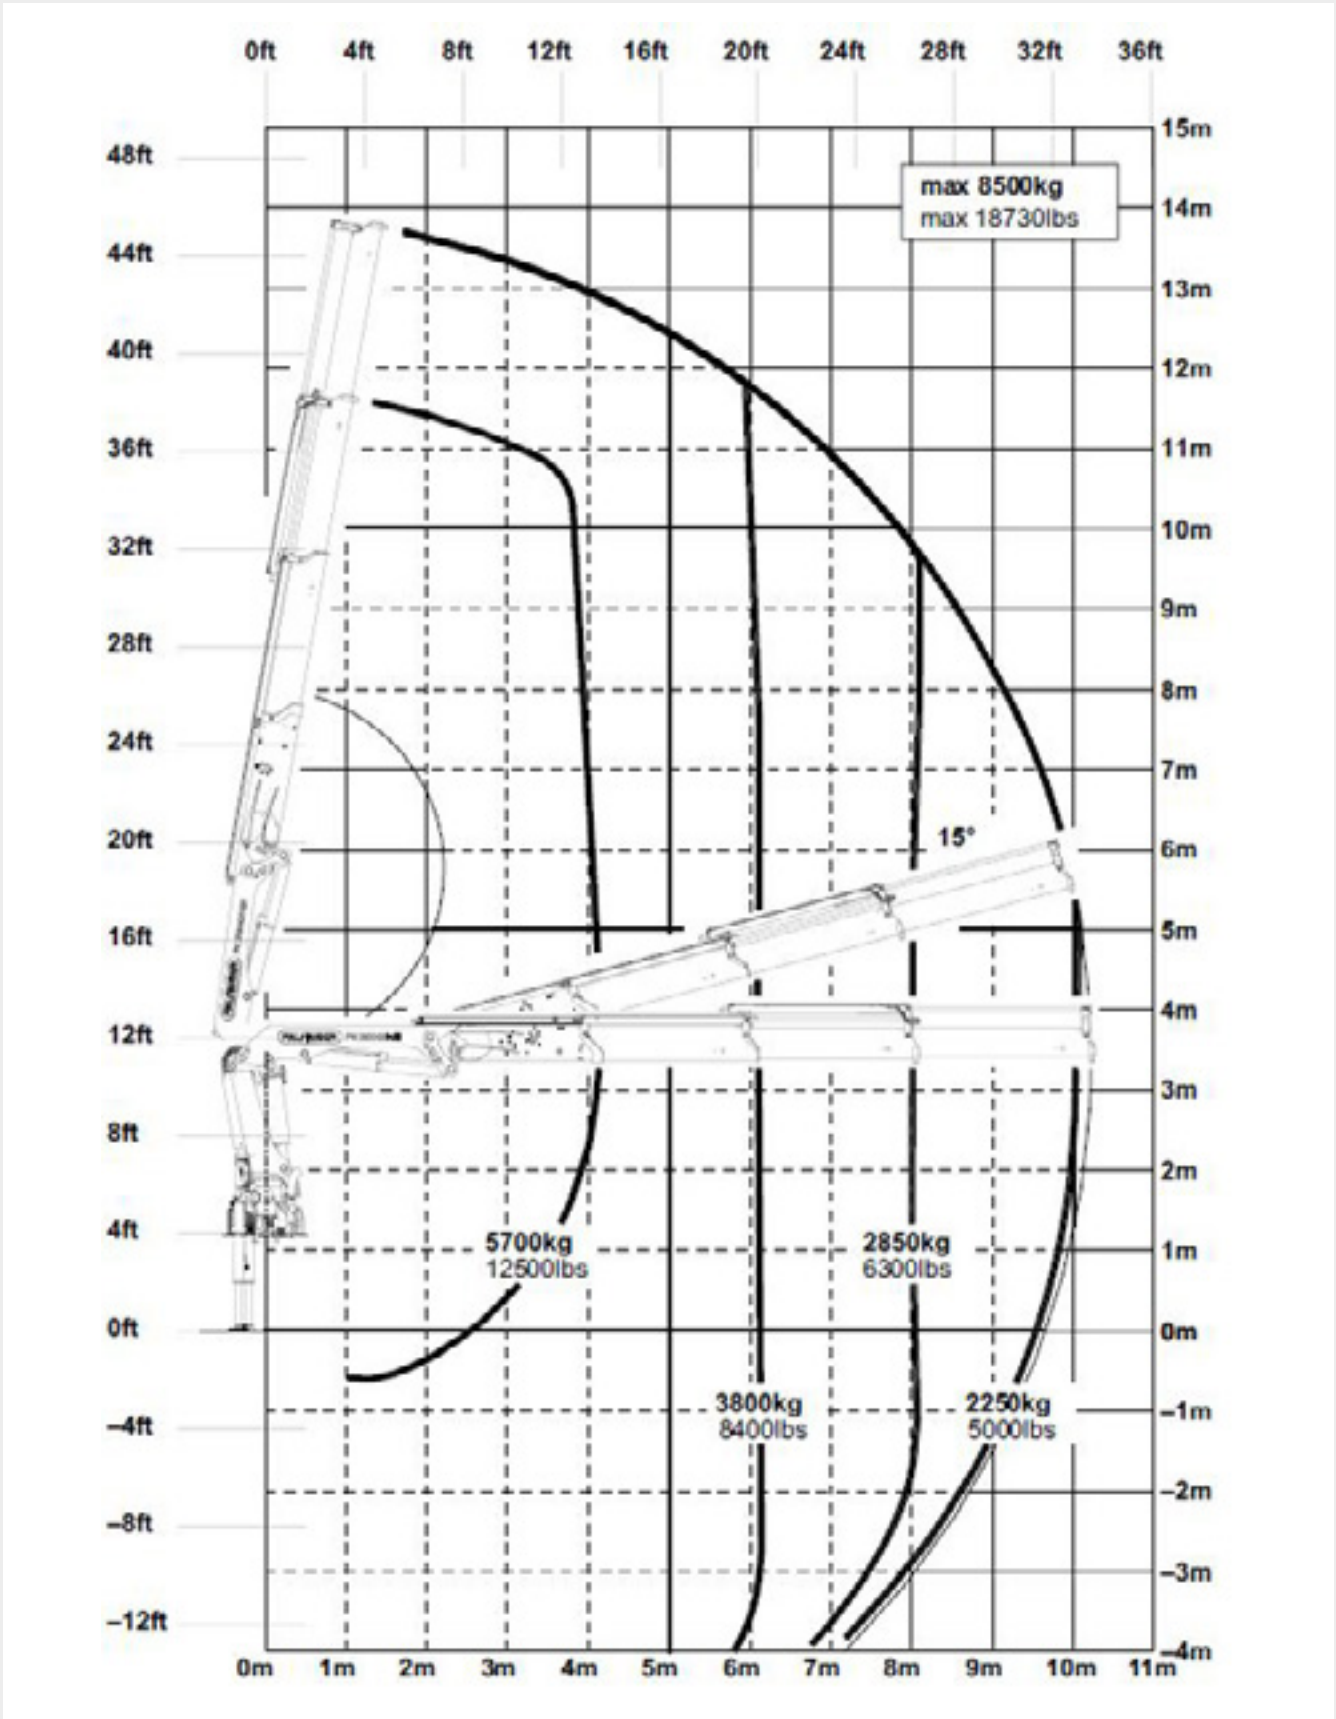 0ft 4ft 8ft 12ft 16ft 20ft 24ft 28ft 32ft 36ft
15m
48ft
max 8500kg
max 18730lbs
14m
44ft
13m
40ft
12m
36ft
11m
10m
32ft
9m
28ft
8m
24ft
7m
20ft
15°
6m
16ft
5m
4m
12ft
3m
8ft
2m
4ft
5700kg
12500lbs
2850kg
6300lbs
1m
0ft
0m
3800kg
8400lbs
2250kg
5000lbs
–1m
–4ft
–2m
–8ft
–3m
–12ft
–4m
0m 1m 2m 3m 4m 5m 6m 7m 8m 9m 10m 11m